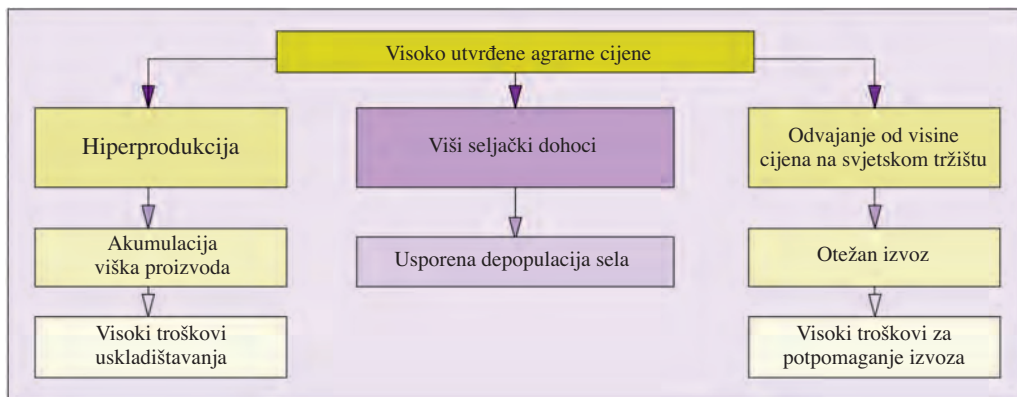 Visoko utvrđene agrarne cijene
Hiperprodukcija
Viši seljački dohoci
Odvajanje od visine
cijena na svjetskom tržištu
Akumulacija
viška proizvoda
Usporena depopulacija sela
Otežan izvoz
Visoki troškovi
uskladištavanja
Visoki troškovi za
potpomaganje izvoza